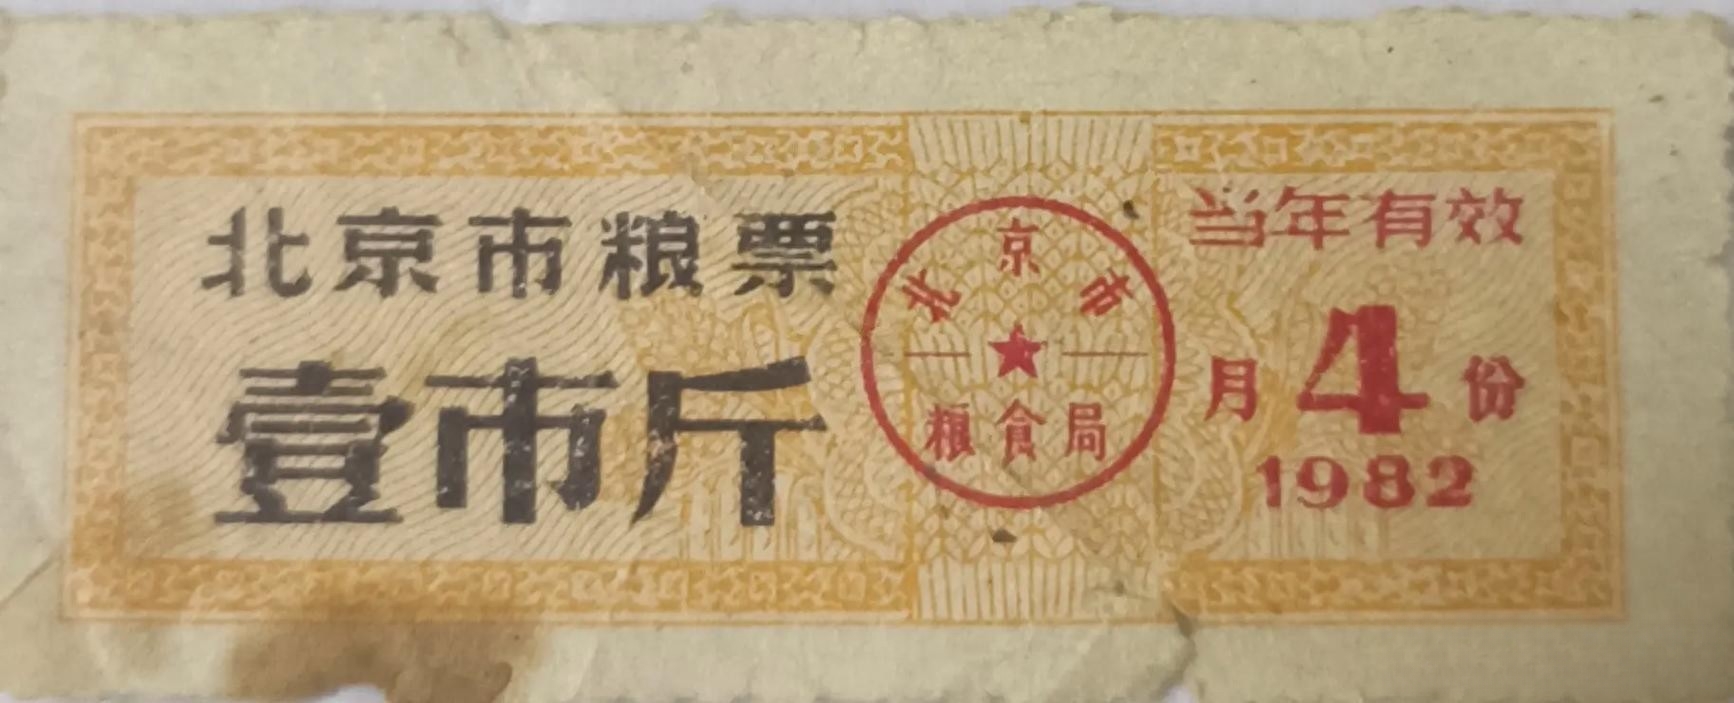 北京市粮票
壹市斤
北京市
粮食局
当年有效
月4份
1982